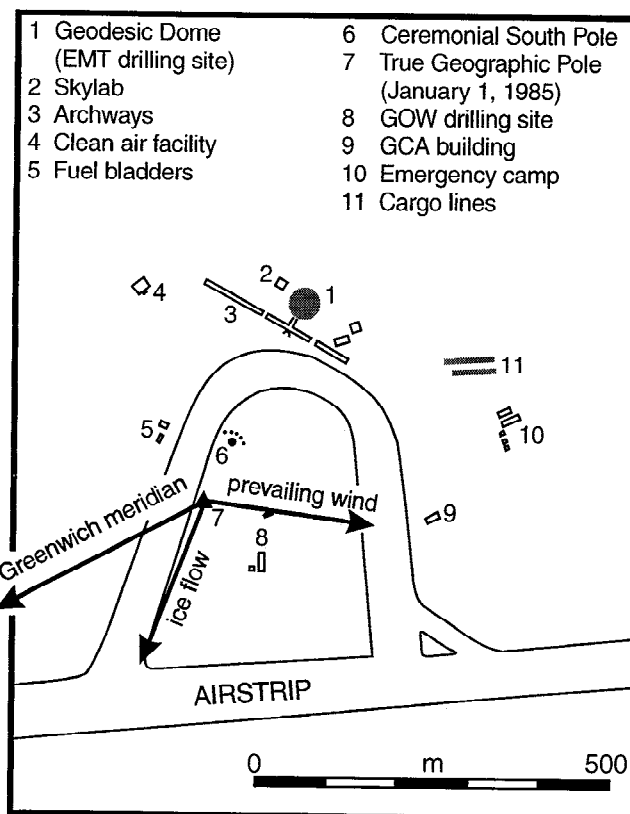 1 Geodesic Dome
(EMT drilling site)
2 Skylab
3 Archways
4 Clean air facility
5 Fuel bladders
6 Ceremonial South Pole
7 True Geographic Pole
(January 1, 1985)
8 GOW drilling site
9 GCA building
10 Emergency camp
11 Cargo lines
2
1
4
3
11
5
6
10
Greenwich meridian
prevailing wind
7
8
9
ice flow
AIRSTRIP
0 m 500